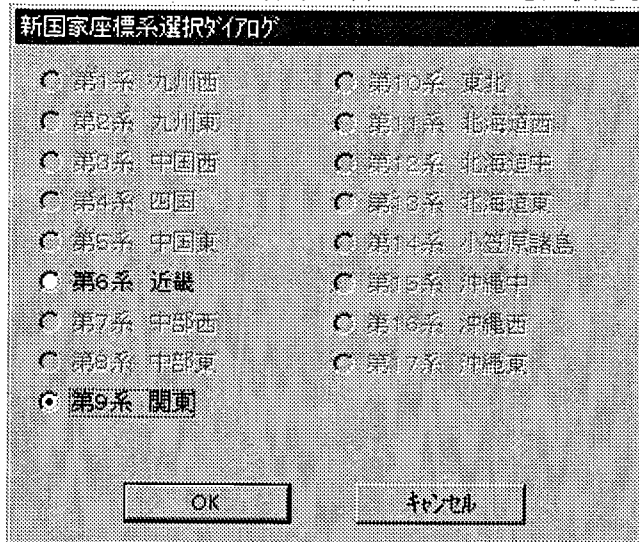 新国家座標系選択ﾀﾞｲｱﾛｸﾞ
第1系 九州西
第2系 九州東
第3系 中国西
第4系 四国
第5系 中国東
第6系 近畿
第7系 中部西
第8系 中部東
第9系 関東
第10系 東北
第11系 北海道西
第12系 北海道中
第13系 北海道東
第14系 小笠原諸島
第15系 沖縄中
第16系 沖縄西
第17系 沖縄東
OK
ｷｬﾝｾﾙ